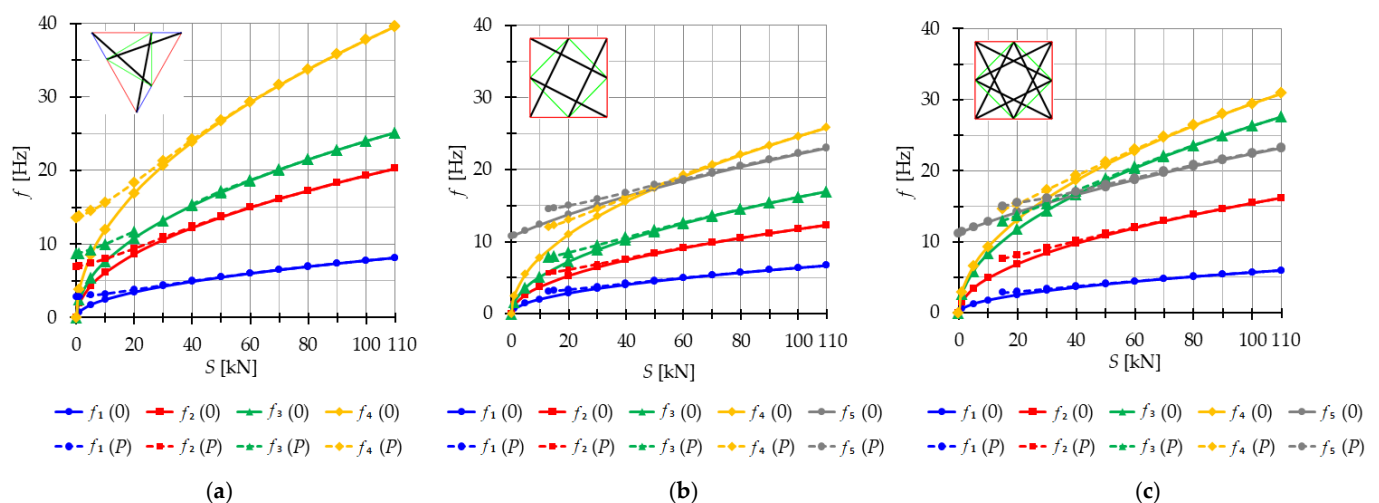 40
30
20
10
0
f [Hz]
0 20 40 60 80 100 110
S [kN]
f₁ (0) f₂ (0) f₃ (0) f₄ (0)
f₁ (P) f₂ (P) f₃ (P) f₄ (P)
(a)
40
30
20
10
0
f [Hz]
0 20 40 60 80 100 110
S [kN]
f₁ (0) f₂ (0) f₃ (0) f₄ (0) f₅ (0)
f₁ (P) f₂ (P) f₃ (P) f₄ (P) f₅ (P)
(b)
40
30
20
10
0
f [Hz]
0 20 40 60 80 100 110
S [kN]
f₁ (0) f₂ (0) f₃ (0) f₄ (0) f₅ (0)
f₁ (P) f₂ (P) f₃ (P) f₄ (P) f₅ (P)
(c)